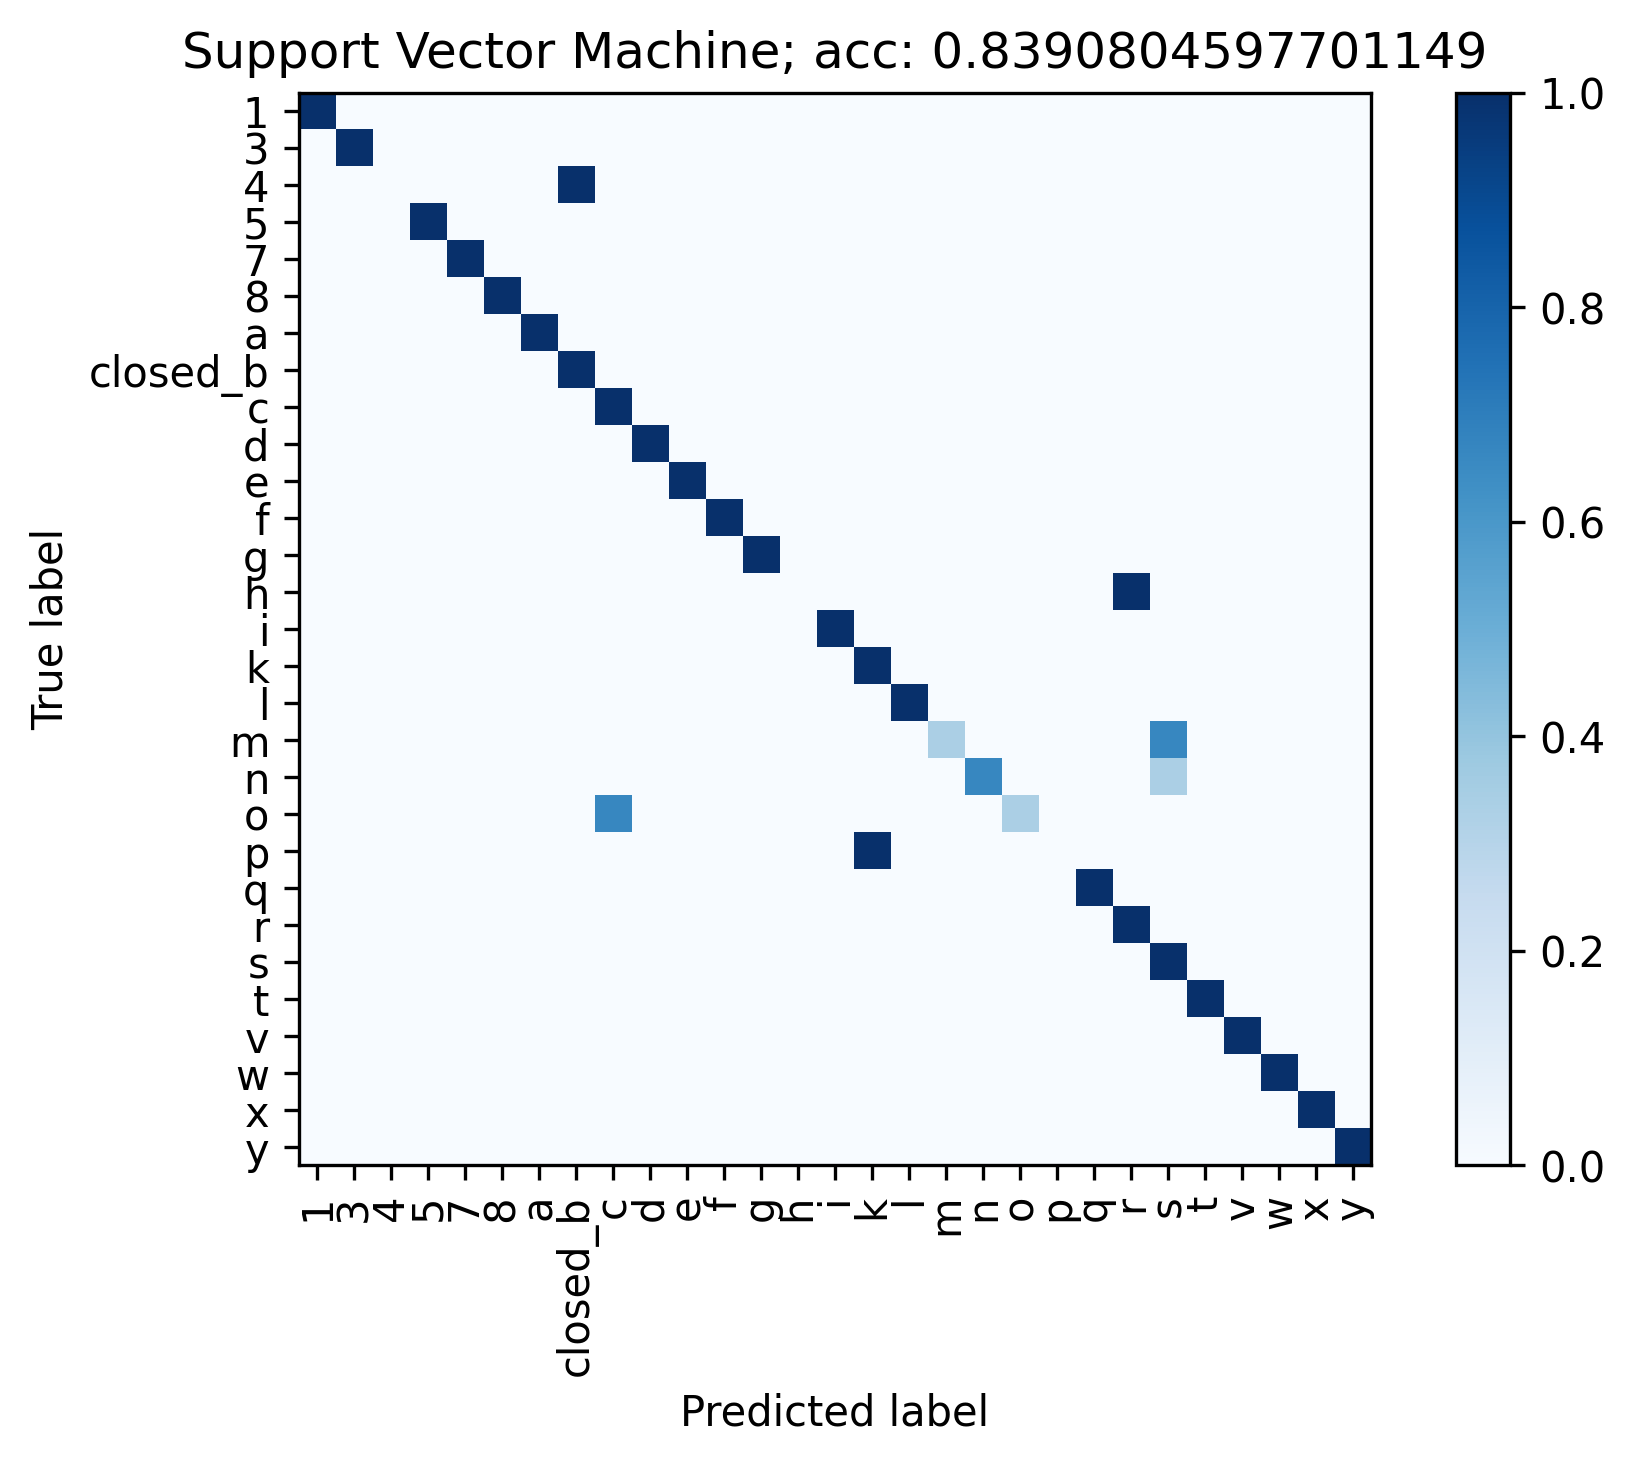 Support Vector Machine; acc: 0.8390804597701149
1
3
4
5
7
8
a
closed_b
c
d
e
f
g
h
i
k
l
m
n
o
p
q
r
s
t
v
w
x
y
True label
1 3 4 5 7 8 a closed_b c d e f g h i k l m n o p q r s t v w x y
Predicted label
1.0
0.8
0.6
0.4
0.2
0.0